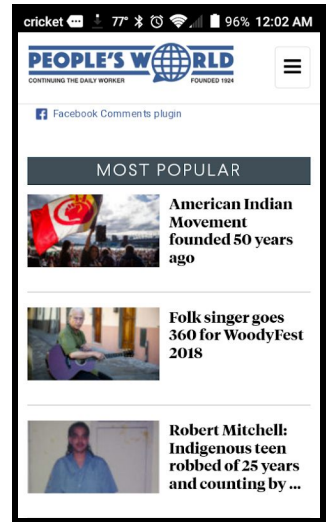 cricket 77° 96% 12:02 AM
PEOPLE'S WORLD
CONTINUING THE DAILY WORKER FOUNDED 1924
Facebook Comments plugin
MOST POPULAR
American Indian
Movement
founded 50 years
ago
Folk singer goes
360 for WoodyFest
2018
Robert Mitchell:
Indigenous teen
robbed of 25 years
and counting by ...